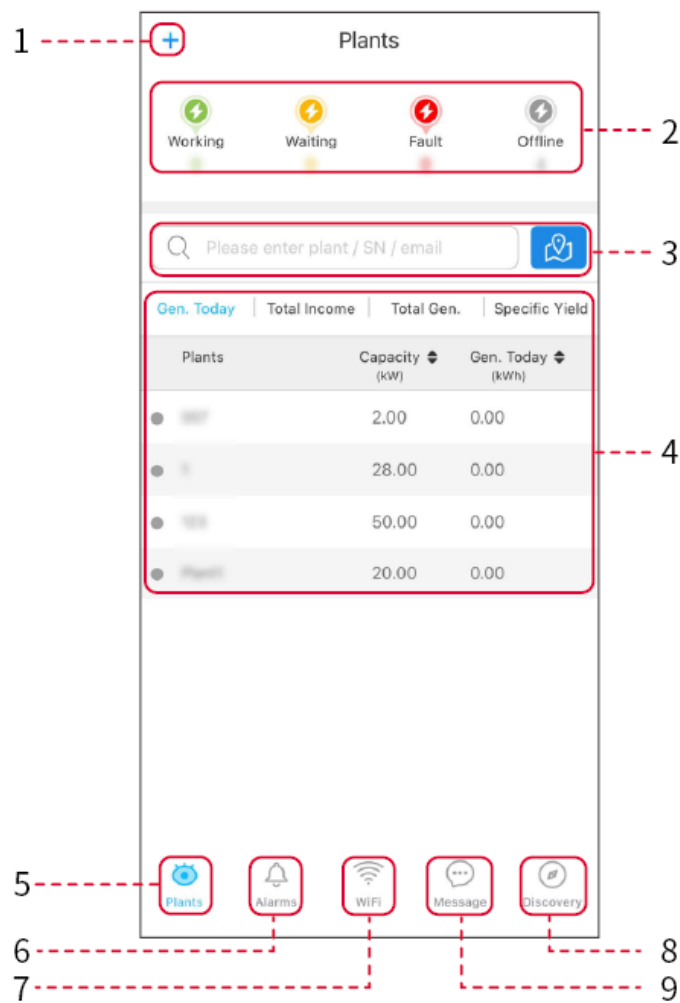 1
+ Plants
Working Waiting Fault Offline
2
Please enter plant / SN / email
3
Gen. Today | Total Income | Total Gen. | Specific Yield
Plants Capacity Gen. Today
(kW) (kWh)
2.00 0.00
4
28.00 0.00
50.00 0.00
20.00 0.00
5
Plants Alarms WiFi Message Discovery
6 8
7 9